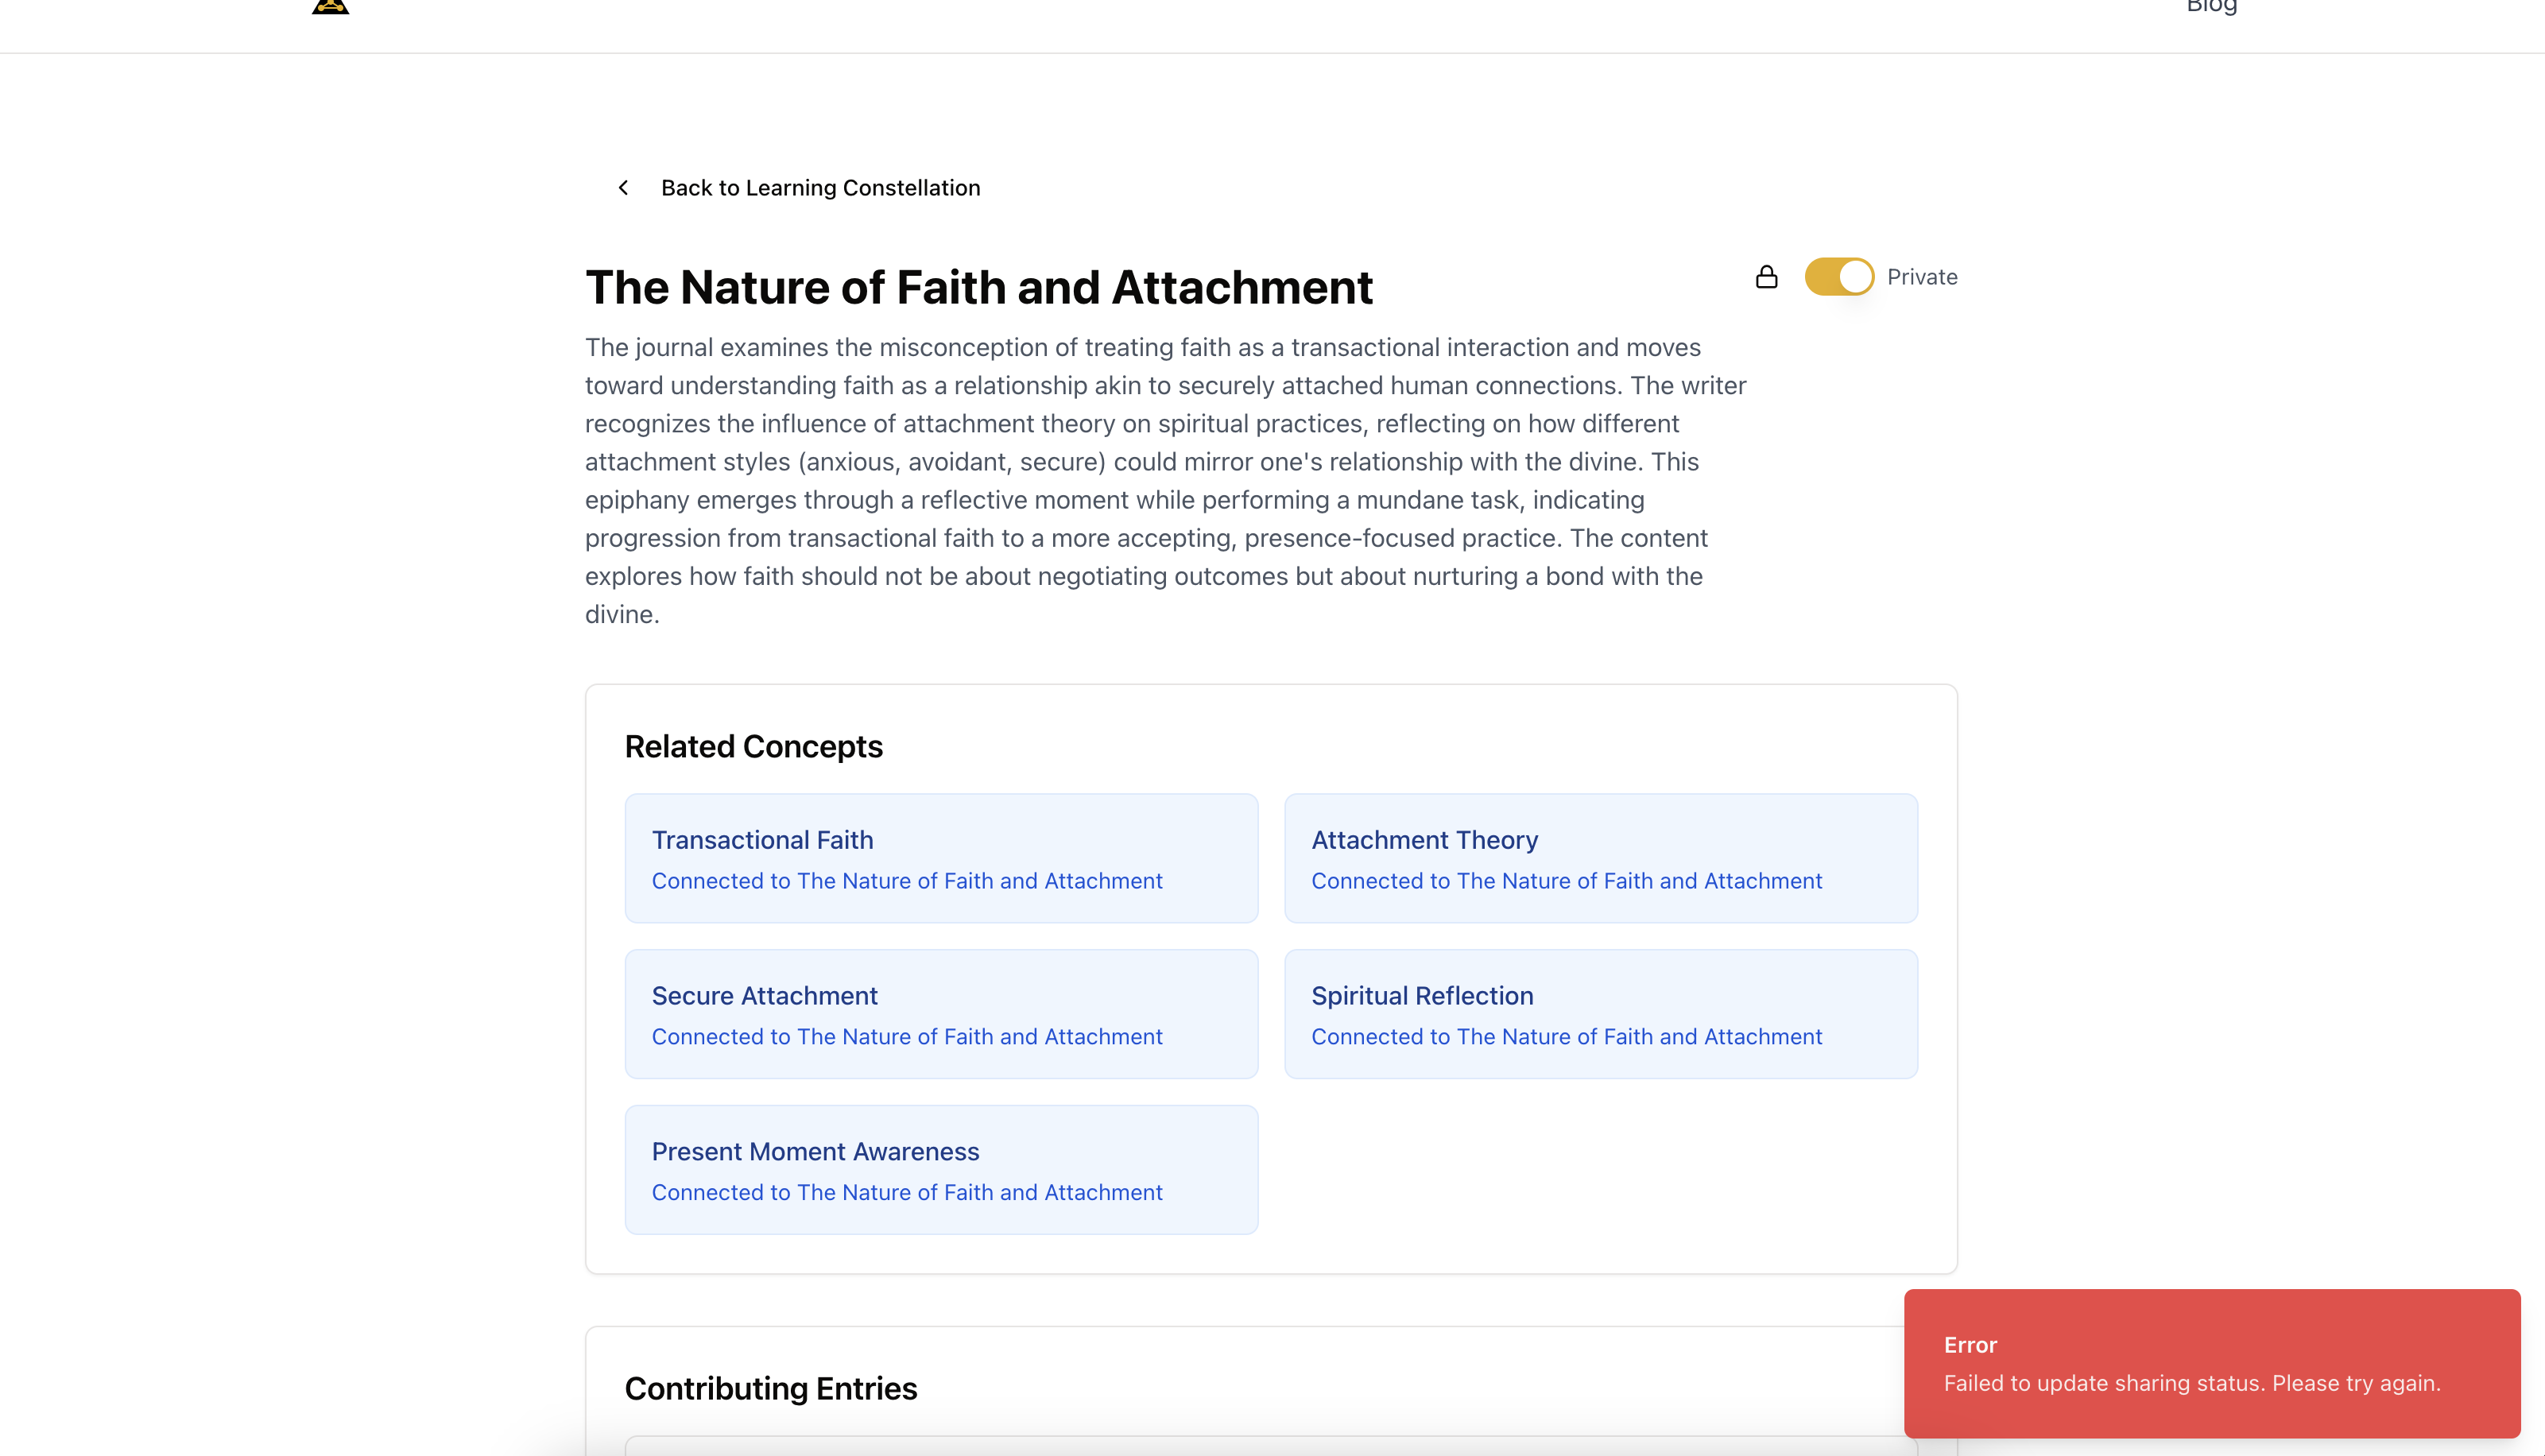 Blog
Back to Learning Constellation
The Nature of Faith and Attachment
Private
The journal examines the misconception of treating faith as a transactional interaction and moves
toward understanding faith as a relationship akin to securely attached human connections. The writer
recognizes the influence of attachment theory on spiritual practices, reflecting on how different
attachment styles (anxious, avoidant, secure) could mirror one's relationship with the divine. This
epiphany emerges through a reflective moment while performing a mundane task, indicating
progression from transactional faith to a more accepting, presence-focused practice. The content
explores how faith should not be about negotiating outcomes but about nurturing a bond with the
divine.
Related Concepts
Transactional Faith
Connected to The Nature of Faith and Attachment
Attachment Theory
Connected to The Nature of Faith and Attachment
Secure Attachment
Connected to The Nature of Faith and Attachment
Spiritual Reflection
Connected to The Nature of Faith and Attachment
Present Moment Awareness
Connected to The Nature of Faith and Attachment
Contributing Entries
Error
Failed to update sharing status. Please try again.